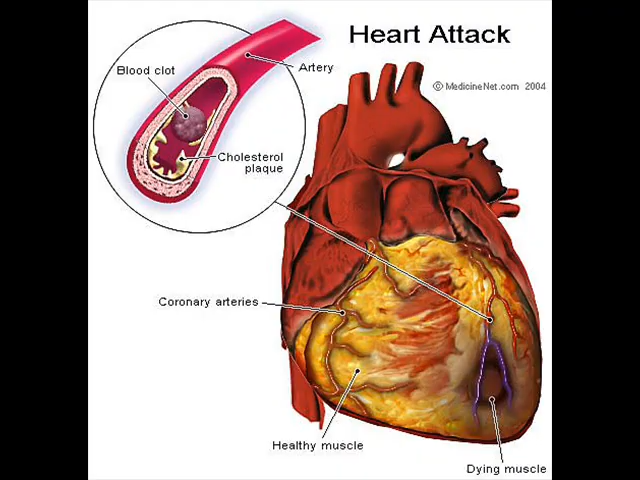 Heart Attack
Artery
Blood clot
© MedicineNet.com 2004
Cholesterol
plaque
Coronary arteries
Healthy muscle
Dying muscle